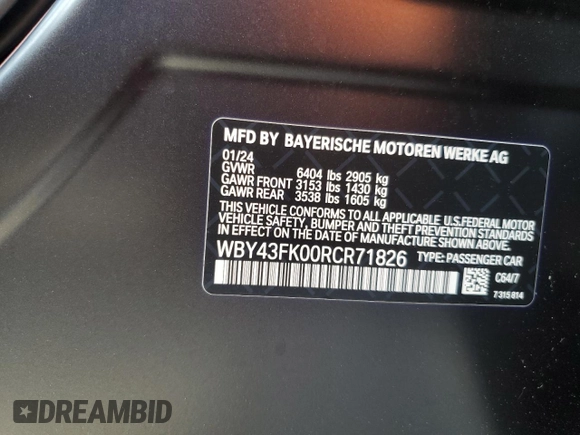 MFD BY BAYERISCHE MOTOREN WERKE AG
01/24
GVWR 6404 lbs 2905 kg
GAWR FRONT 3153 lbs 1430 kg
GAWR REAR 3538 lbs 1605 kg
THIS VEHICLE CONFORMS TO ALL APPLICABLE U.S.FEDERAL MOTOR
VEHICLE SAFETY, BUMPER AND THEFT PREVENTION STANDARDS
IN EFFECT ON THE DATE OF MANUFACTURE SHOWN ABOVE.
WBY43FK00RCR71826 TYPE: PASSENGER CAR
C64/7
7315814
DREAMBID